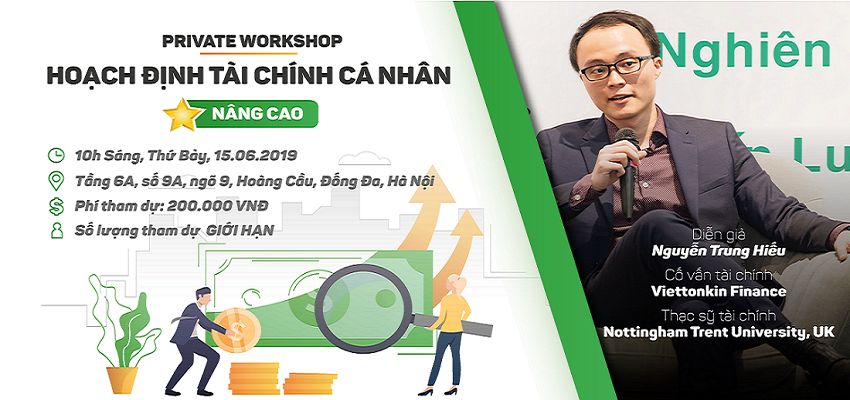 PRIVATE WORKSHOP
HOẠCH ĐỊNH TÀI CHÍNH CÁ NHÂN
NÂNG CAO
10h Sáng, Thứ Bảy, 15.06.2019
Tầng 6A, số 9A, ngõ 9, Hoàng Cầu, Đống Đa, Hà Nội
Phí tham dự: 200.000 VNĐ
Số lượng tham dự GIỚI HẠN
$
Nghiên
Lu
Diễn giả
Nguyễn Trung Hiếu
Cố vấn tài chính
Viettonkin Finance
Thạc sỹ tài chính
Nottingham Trent University, UK